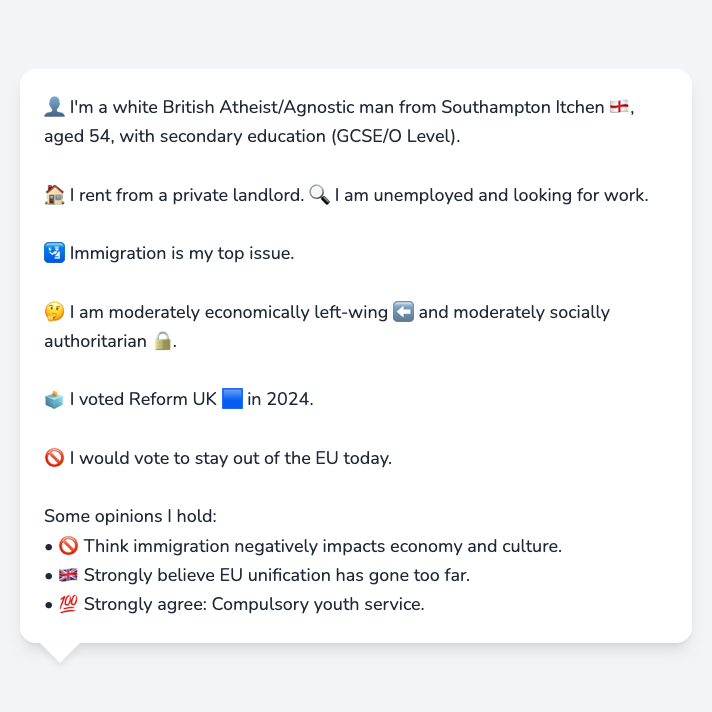 👤 I'm a white British Atheist/Agnostic man from Southampton Itchen 🏴󠁧󠁢󠁥󠁮󠁧󠁿,
aged 54, with secondary education (GCSE/O Level).
🏠 I rent from a private landlord. 🔍 I am unemployed and looking for work.
🛂 Immigration is my top issue.
🤔 I am moderately economically left-wing ⬅️ and moderately socially
authoritarian 🔒.
🗳️ I voted Reform UK 🟦 in 2024.
🚫 I would vote to stay out of the EU today.
Some opinions I hold:
• 🚫 Think immigration negatively impacts economy and culture.
• 🇬🇧 Strongly believe EU unification has gone too far.
• 💯 Strongly agree: Compulsory youth service.